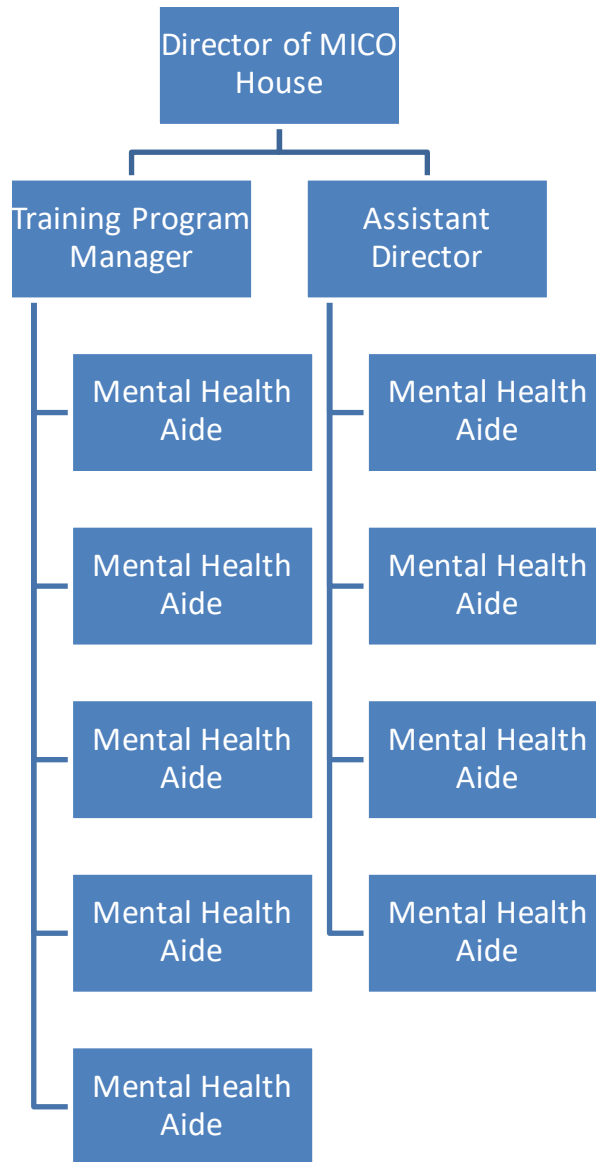 Director of MICO
House
Training Program
Manager
Assistant
Director
Mental Health
Aide
Mental Health
Aide
Mental Health
Aide
Mental Health
Aide
Mental Health
Aide
Mental Health
Aide
Mental Health
Aide
Mental Health
Aide
Mental Health
Aide